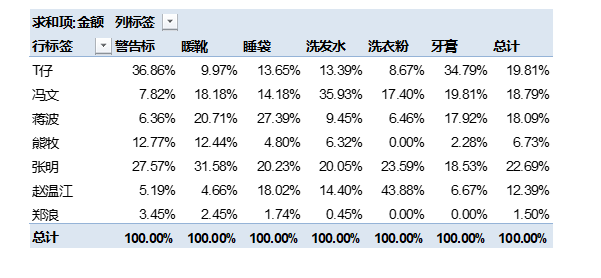 求和项:金额 列标签
行标签 警告标 暖靴 睡袋 洗发水 洗衣粉 牙膏 总计
T仔 36.86% 9.97% 13.65% 13.39% 8.67% 34.79% 19.81%
冯文 7.82% 18.18% 14.18% 35.93% 17.40% 19.81% 18.79%
蒋波 6.36% 20.71% 27.39% 9.45% 6.46% 17.92% 18.09%
熊牧 12.77% 12.44% 4.80% 6.32% 0.00% 2.28% 6.73%
张明 27.57% 31.58% 20.23% 20.05% 23.59% 18.53% 22.69%
赵温江 5.19% 4.66% 18.02% 14.40% 43.88% 6.67% 12.39%
郑浪 3.45% 2.45% 1.74% 0.45% 0.00% 0.00% 1.50%
总计 100.00% 100.00% 100.00% 100.00% 100.00% 100.00% 100.00%